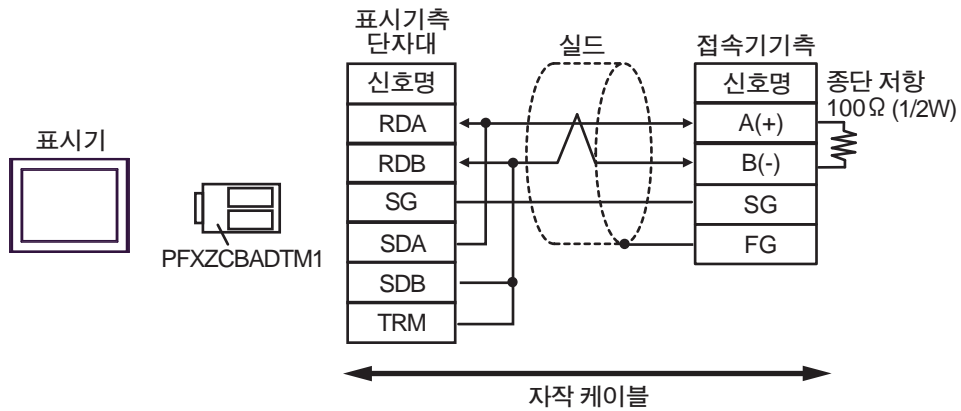 표시기측
단자대
실드
접속기기측
신호명
신호명
종단 저항
100Ω (1/2W)
RDA
A(+)
표시기
RDB
B(-)
SG
SG
PFXZCBADTM1
SDA
FG
SDB
TRM
자작 케이블